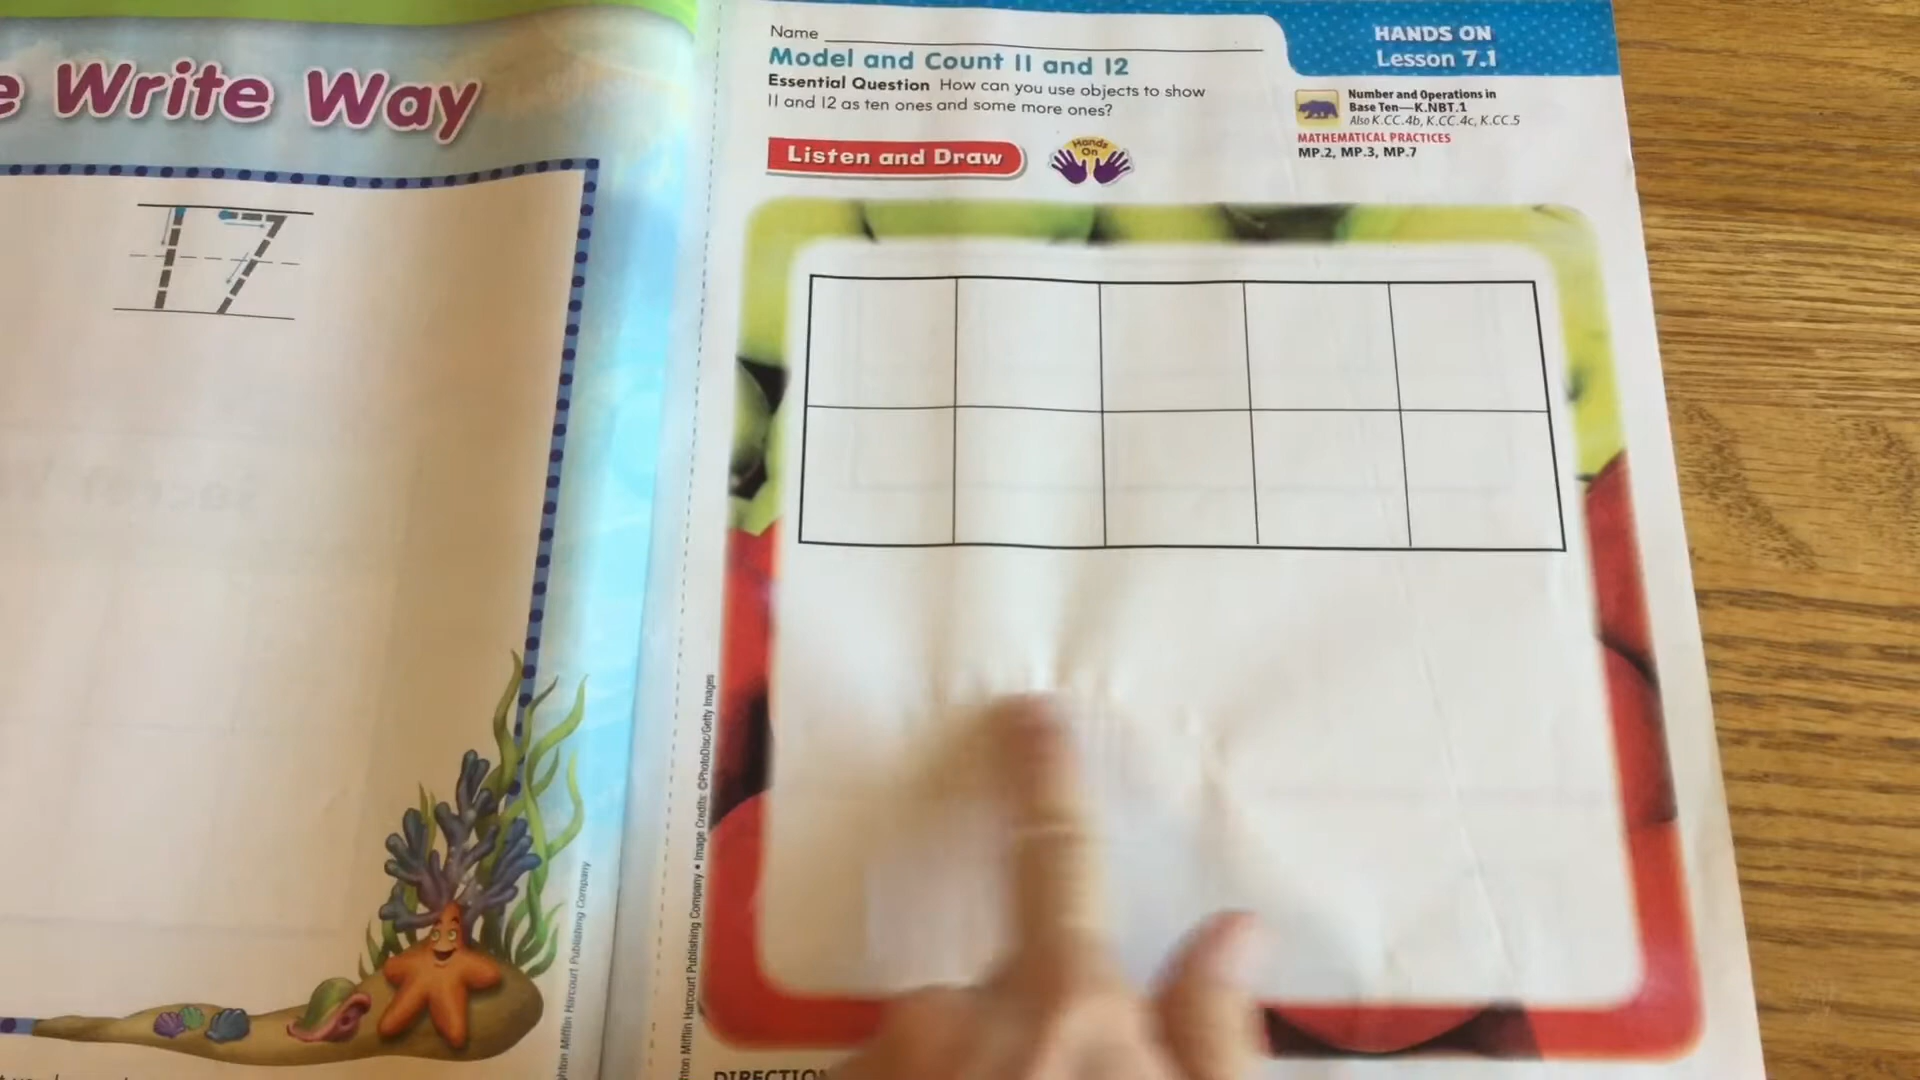 Write Way
17
Houghton Mifflin Harcourt Publishing Company
Name
Model and Count 11 and 12
Essential Question How can you use objects to show
11 and 12 as ten ones and some more ones?
Listen and Draw
Hands
On
HANDS ON
Lesson 7.1
Number and Operations in
Base Ten—K.NBT.1
Also K.CC.4b, K.CC.4c, K.CC.5
MATHEMATICAL PRACTICES
MP.2, MP.3, MP.7
Mifflin Harcourt Publishing Company • Image Credits: ©PhotoDisc/Getty Images